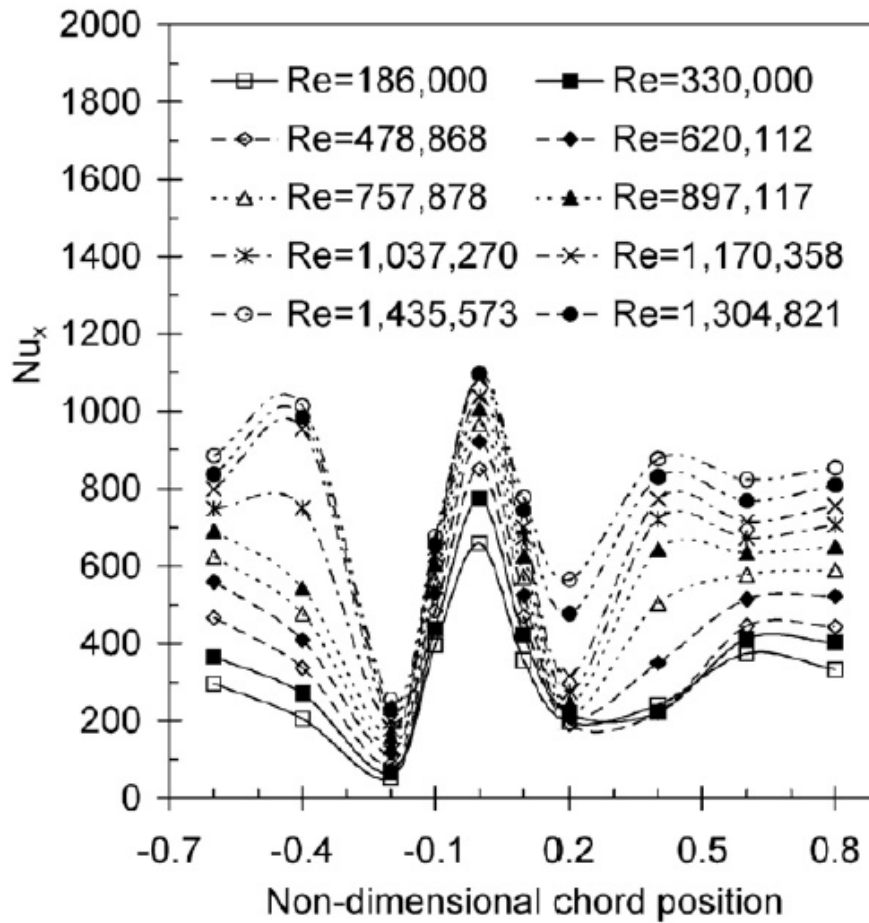 2000
1800
1600
1400
1200
1000
800
600
400
200
0
Nux
Re=186,000 Re=330,000
Re=478,868 Re=620,112
Re=757,878 Re=897,117
Re=1,037,270 Re=1,170,358
Re=1,435,573 Re=1,304,821
-0.7 -0.4 -0.1 0.2 0.5 0.8
Non-dimensional chord position